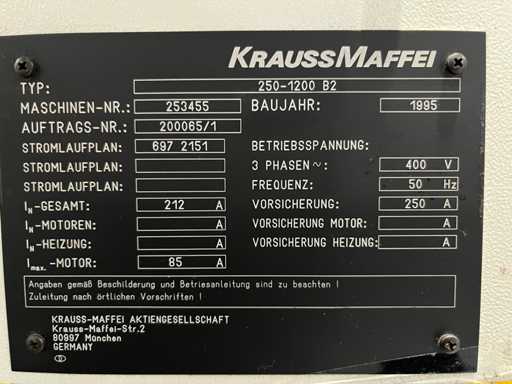 KRAUSSMAFFEI
TYP: 250-1200 B2
MASCHINEN-NR.: 253455 BAUJAHR: 1995
AUFTRAGS-NR.: 200065/1
STROMLAUFPLAN: 697 2151 BETRIEBSSPANNUNG:
STROMLAUFPLAN: 3 PHASEN ~: 400 V
STROMLAUFPLAN: FREQUENZ: 50 Hz
IN-GESAMT: 212 A VORSICHERUNG: 250 A
IN-MOTOREN: A VORSICHERUNG MOTOR: A
IN-HEIZUNG: A VORSICHERUNG HEIZUNG: A
Imax.-MOTOR: 85 A
Angaben gemäß Beschilderung und Betriebsanleitung sind zu beachten !
Zuleitung nach örtlichen Vorschriften !
KRAUSS-MAFFEI AKTIENGESELLSCHAFT
Krauss-Maffei-Str.2
80997 München
GERMANY